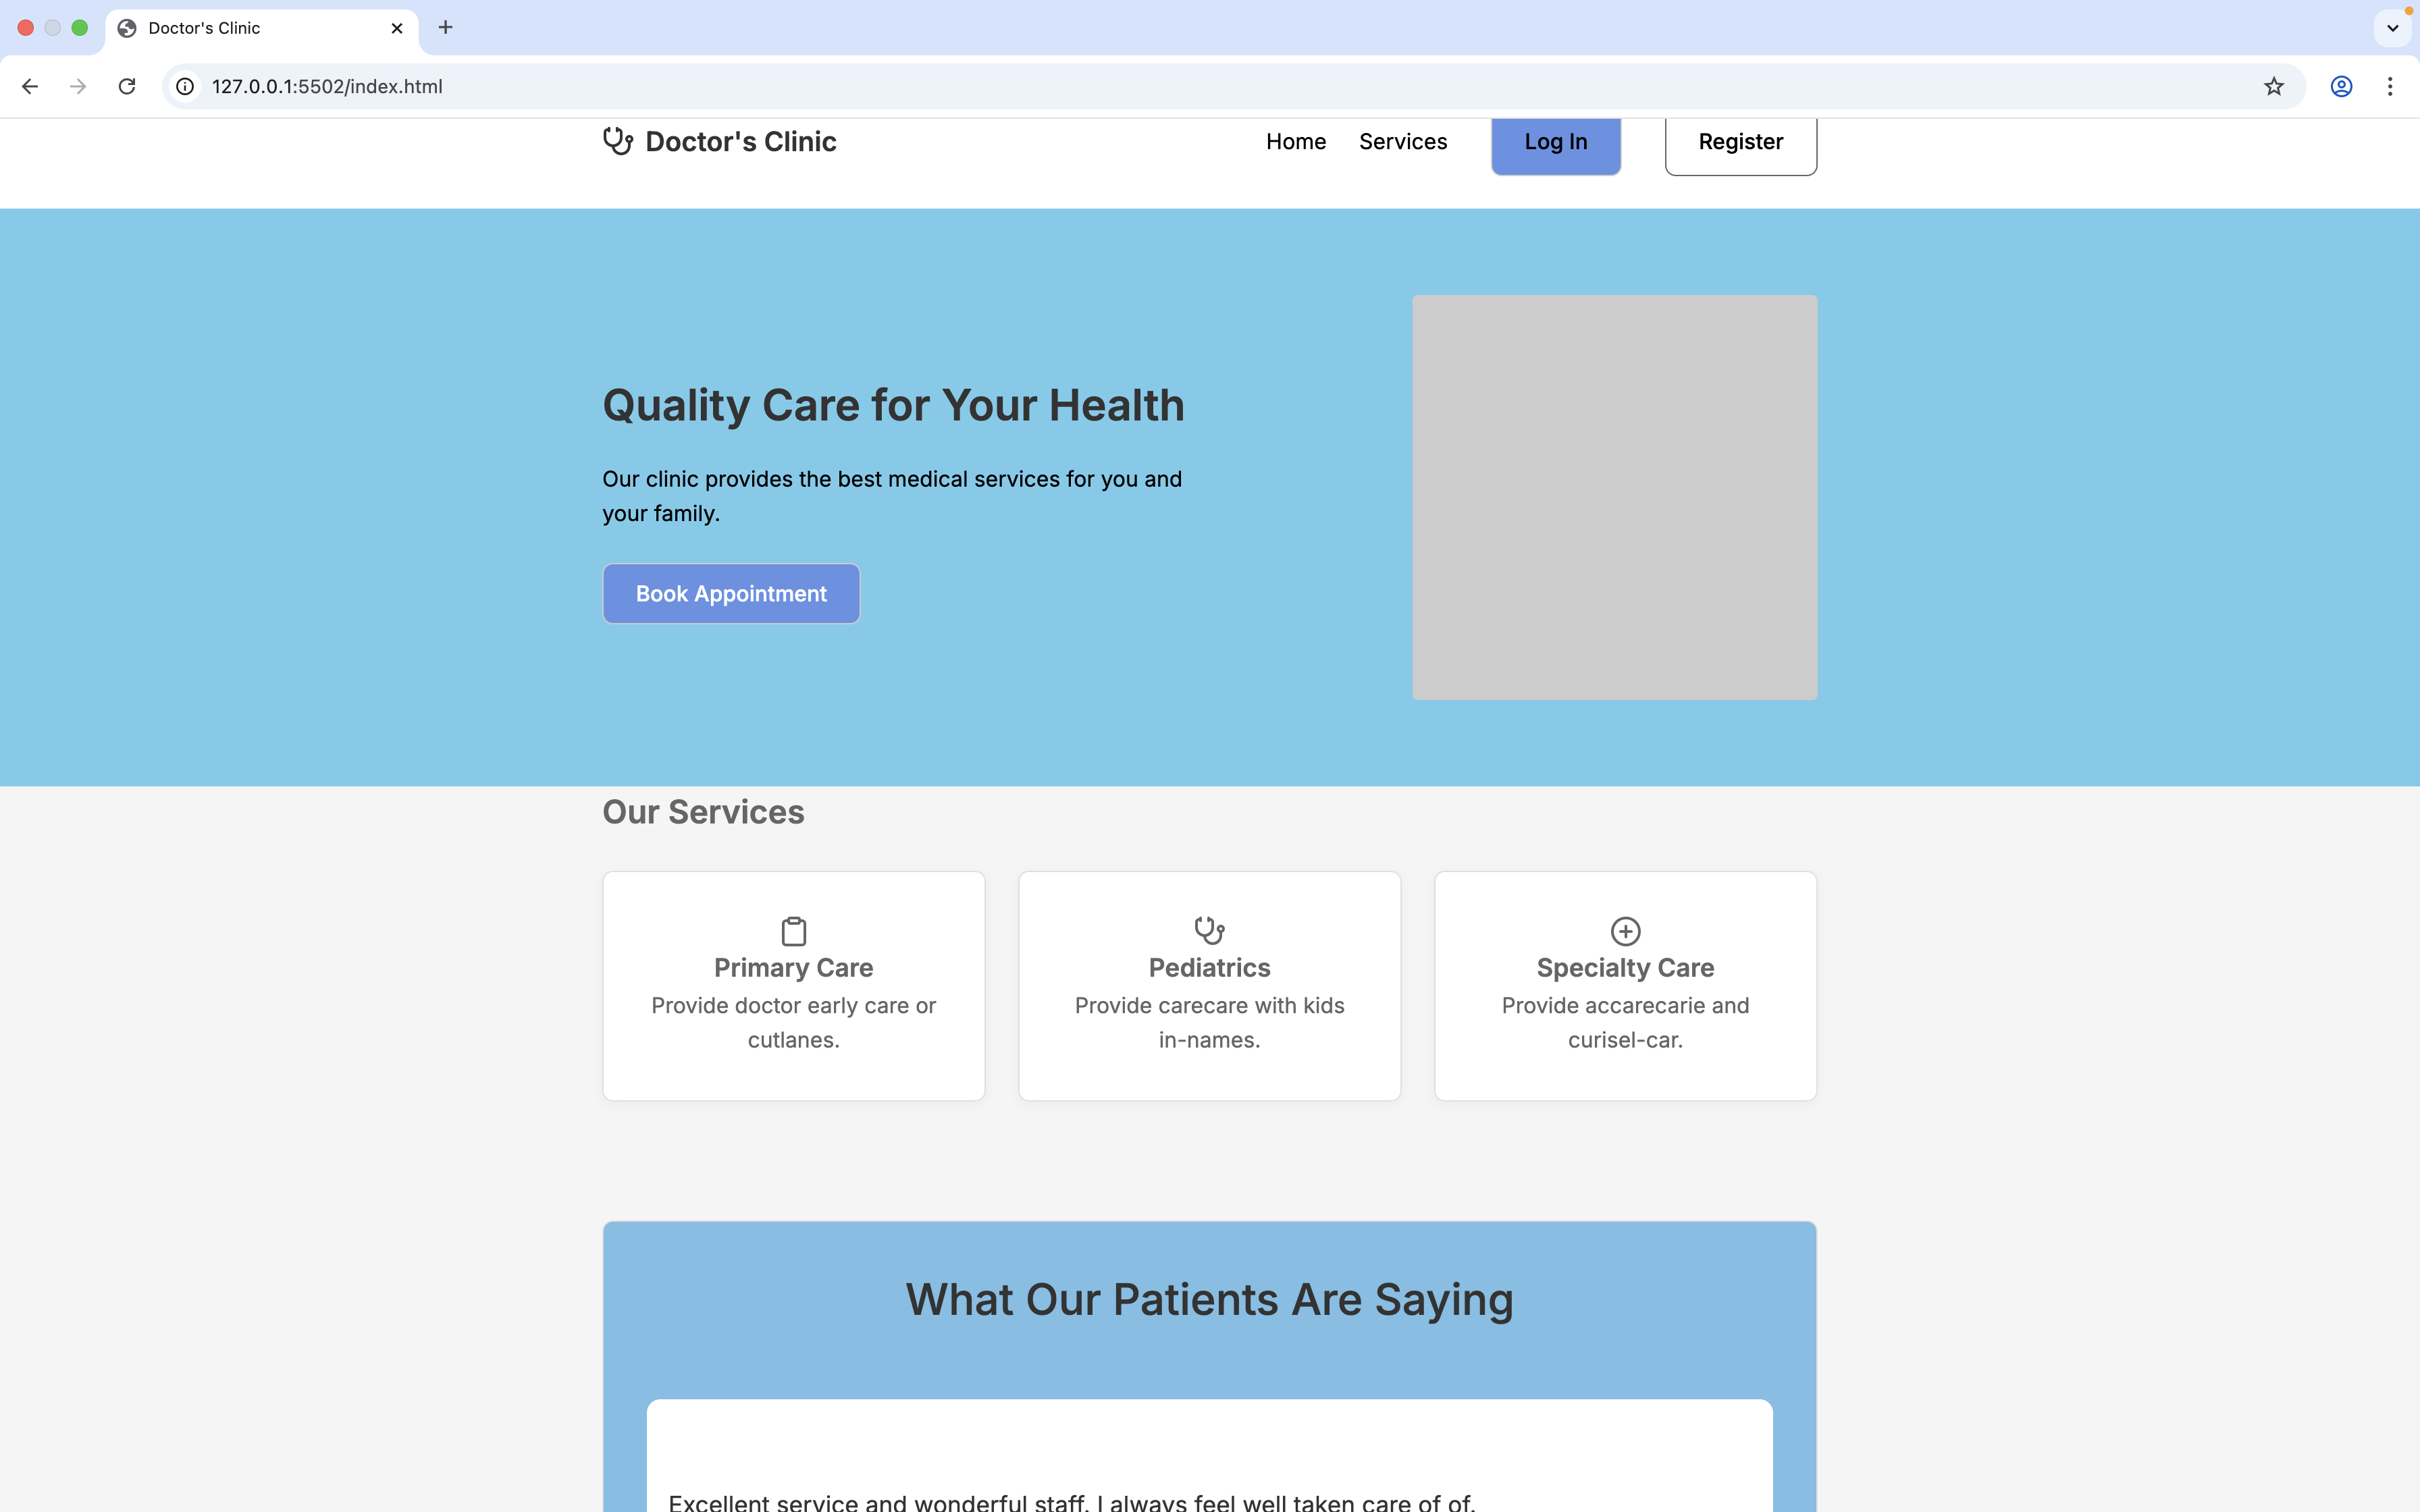 Doctor's Clinic
127.0.0.1:5502/index.html
Doctor's Clinic
Home
Services
Log In
Register
Quality Care for Your Health
Our clinic provides the best medical services for you and
your family.
Book Appointment
Our Services
Primary Care
Provide doctor early care or
cutlanes.
Pediatrics
Provide carecare with kids
in-names.
Specialty Care
Provide accarecarie and
curisel-car.
What Our Patients Are Saying
Excellent service and wonderful staff. I always feel well taken care of of.